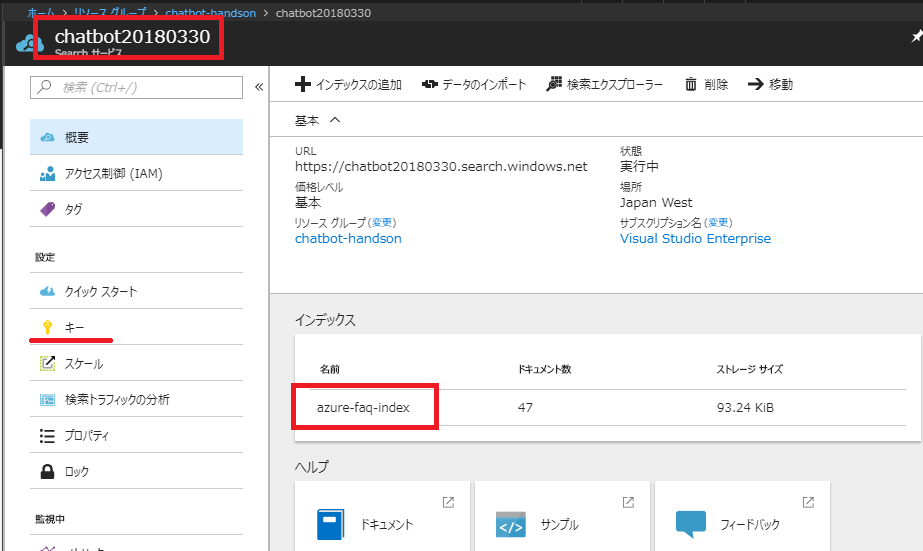 ホーム > リソース グループ > chatbot-handson > chatbot20180330
chatbot20180330
Search サービス
検索 (Ctrl+/)
«
インデックスの追加 データのインポート 検索エクスプローラー 削除 移動
概要
アクセス制御 (IAM)
タグ
設定
クイック スタート
キー
スケール
検索トラフィックの分析
プロパティ
ロック
監視中
基本
URL
https://chatbot20180330.search.windows.net
価格レベル
基本
リソース グループ (変更)
chatbot-handson
状態
実行中
場所
Japan West
サブスクリプション名 (変更)
Visual Studio Enterprise
インデックス
名前 ドキュメント数 ストレージ サイズ
azure-faq-index 47 93.24 KiB
ヘルプ
ドキュメント サンプル フィードバック